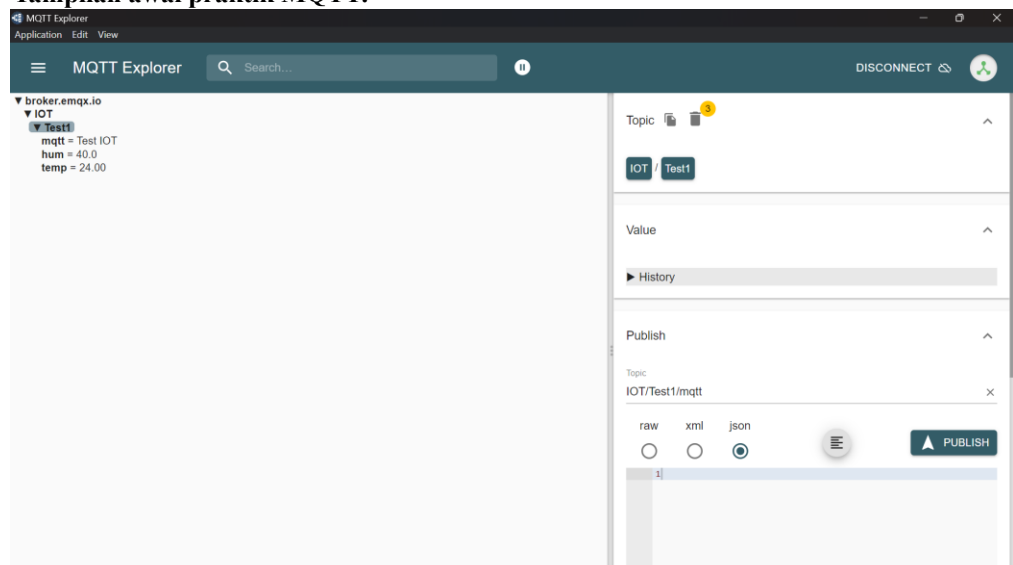 Tampilan awal praktik MQTT:
MQTT Explorer
Application Edit View
MQTT Explorer
Search...
DISCONNECT
▼ broker.emqx.io
▼ IOT
▼ Test1
mqtt = Test IOT
hum = 40.0
temp = 24.00
Topic 3
IOT / Test1
Value
▶ History
Publish
Topic
IOT/Test1/mqtt
raw xml json
PUBLISH
1